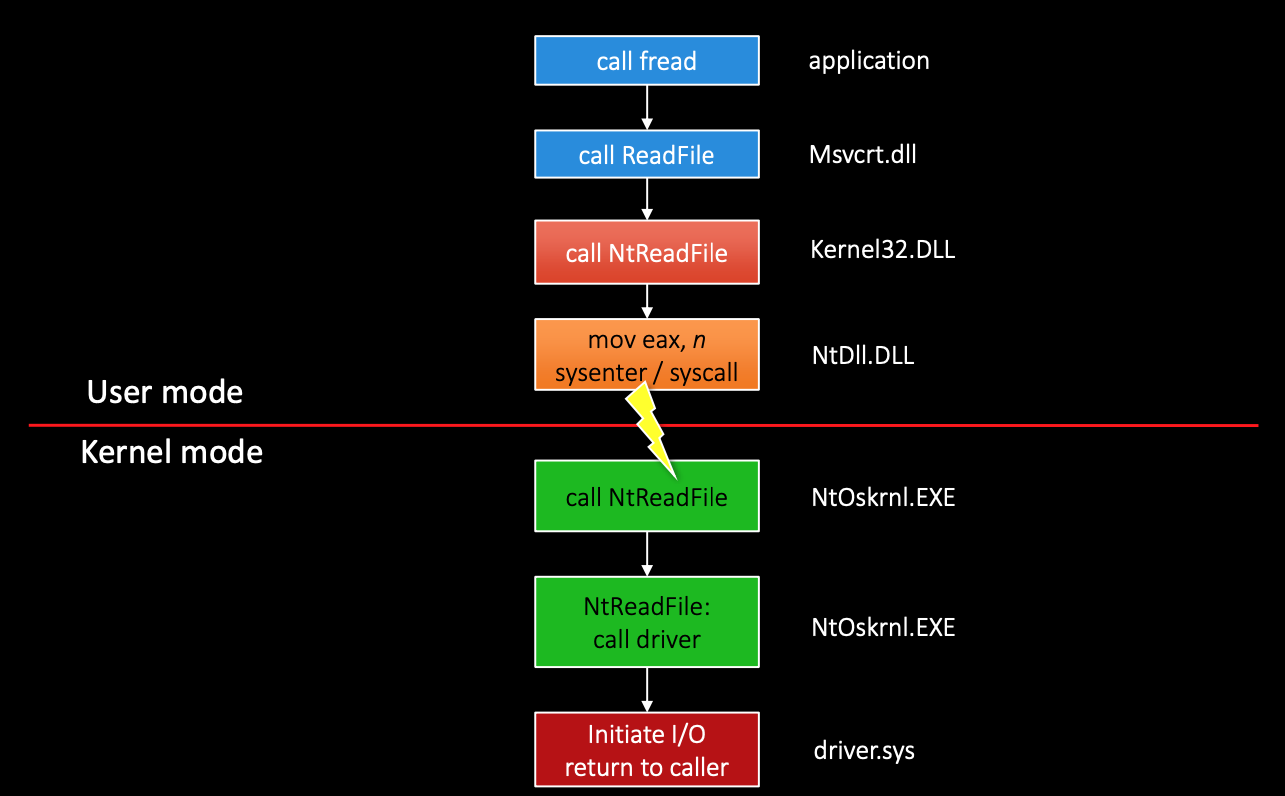 call fread
application
call ReadFile
Msvcrt.dll
call NtReadFile
Kernel32.DLL
mov eax, n
sysenter / syscall
NtDll.DLL
User mode
Kernel mode
call NtReadFile
NtOskrnl.EXE
NtReadFile:
call driver
NtOskrnl.EXE
Initiate I/O
return to caller
driver.sys